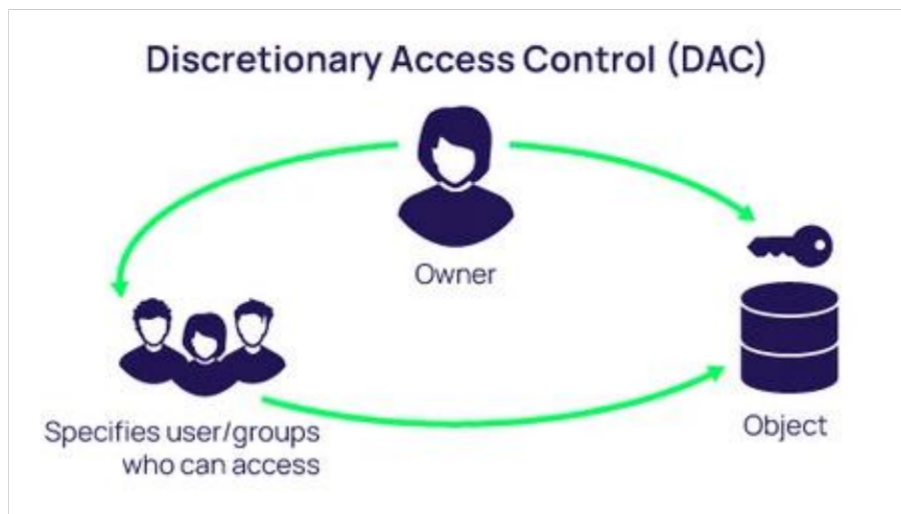 Discretionary Access Control (DAC)
Owner
Specifies user/groups
who can access
Object